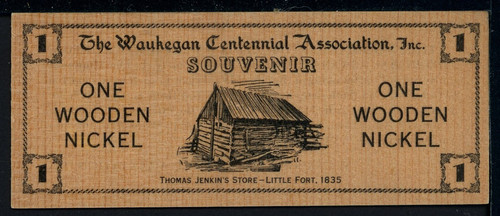 1 The Waukegan Centennial Association, Inc. 1
SOUVENIR
ONE
WOODEN
NICKEL
ONE
WOODEN
NICKEL
1 THOMAS JENKIN'S STORE—LITTLE FORT, 1835 1